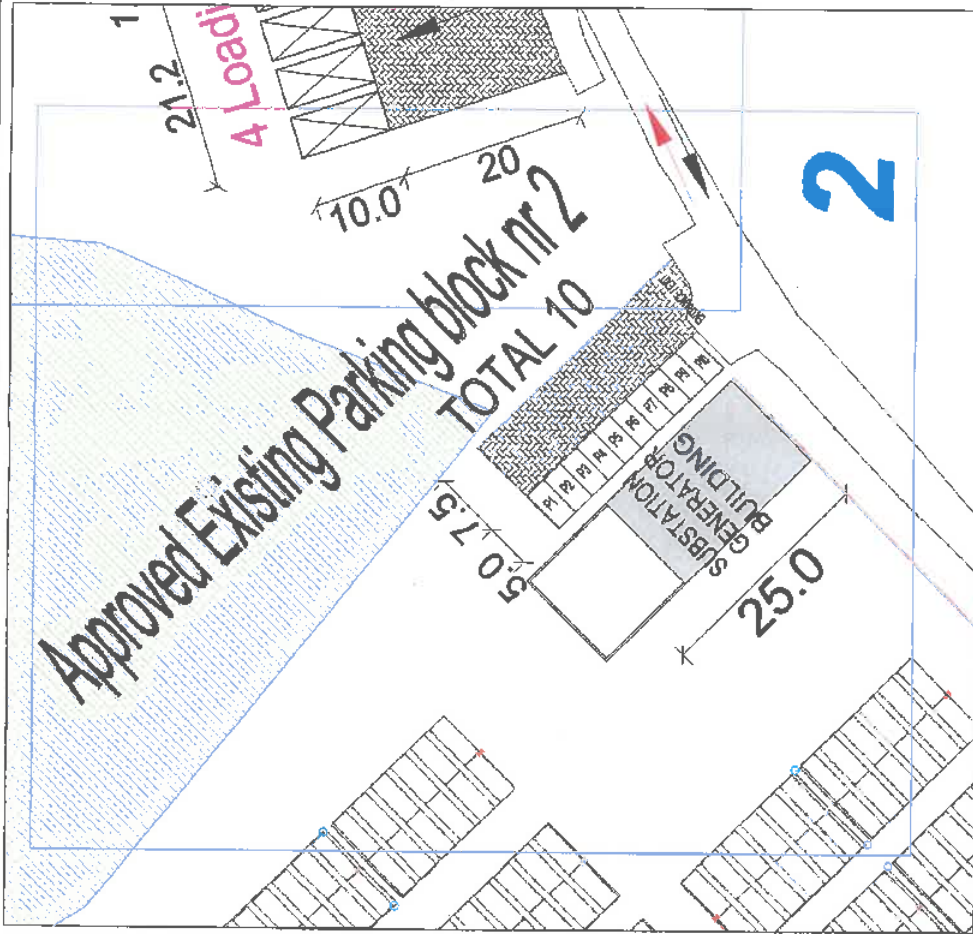 1
21.2
4 Loadi
10.0
20
2
Approved Existing Parking block nr 2
TOTAL 10
P1
P2
P3
P4
P5
P6
P7
P8
P9
5.0
7.5
SUBSTATION
GENERATOR
BUILDING
25.0